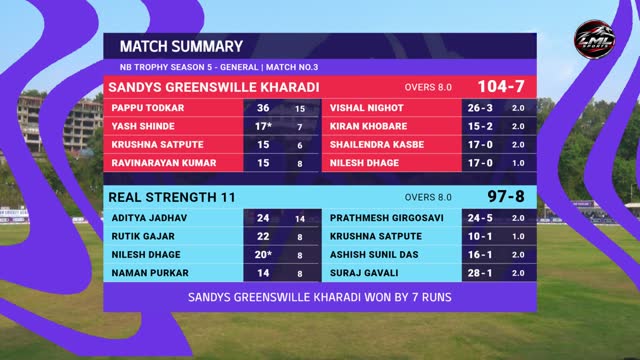 LML
SPORTS
MATCH SUMMARY
NB TROPHY SEASON 5 - GENERAL | MATCH NO.3
SANDYS GREENSWILLE KHARADI OVERS 8.0 104-7
PAPPU TODKAR 36 15 VISHAL NIGHOT 26-3 2.0
YASH SHINDE 17* 7 KIRAN KHOBARE 15-2 2.0
KRUSHNA SATPUTE 15 6 SHAILENDRA KASBE 17-0 2.0
RAVINARAYAN KUMAR 15 8 NILESH DHAGE 17-0 1.0
REAL STRENGTH 11 OVERS 8.0 97-8
ADITYA JADHAV 24 14 PRATHMESH GIRGOSAVI 24-5 2.0
RUTIK GAJAR 22 8 KRUSHNA SATPUTE 10-1 1.0
NILESH DHAGE 20* 8 ASHISH SUNIL DAS 16-1 2.0
NAMAN PURKAR 14 8 SURAJ GAVALI 28-1 2.0
SANDYS GREENSWILLE KHARADI WON BY 7 RUNS